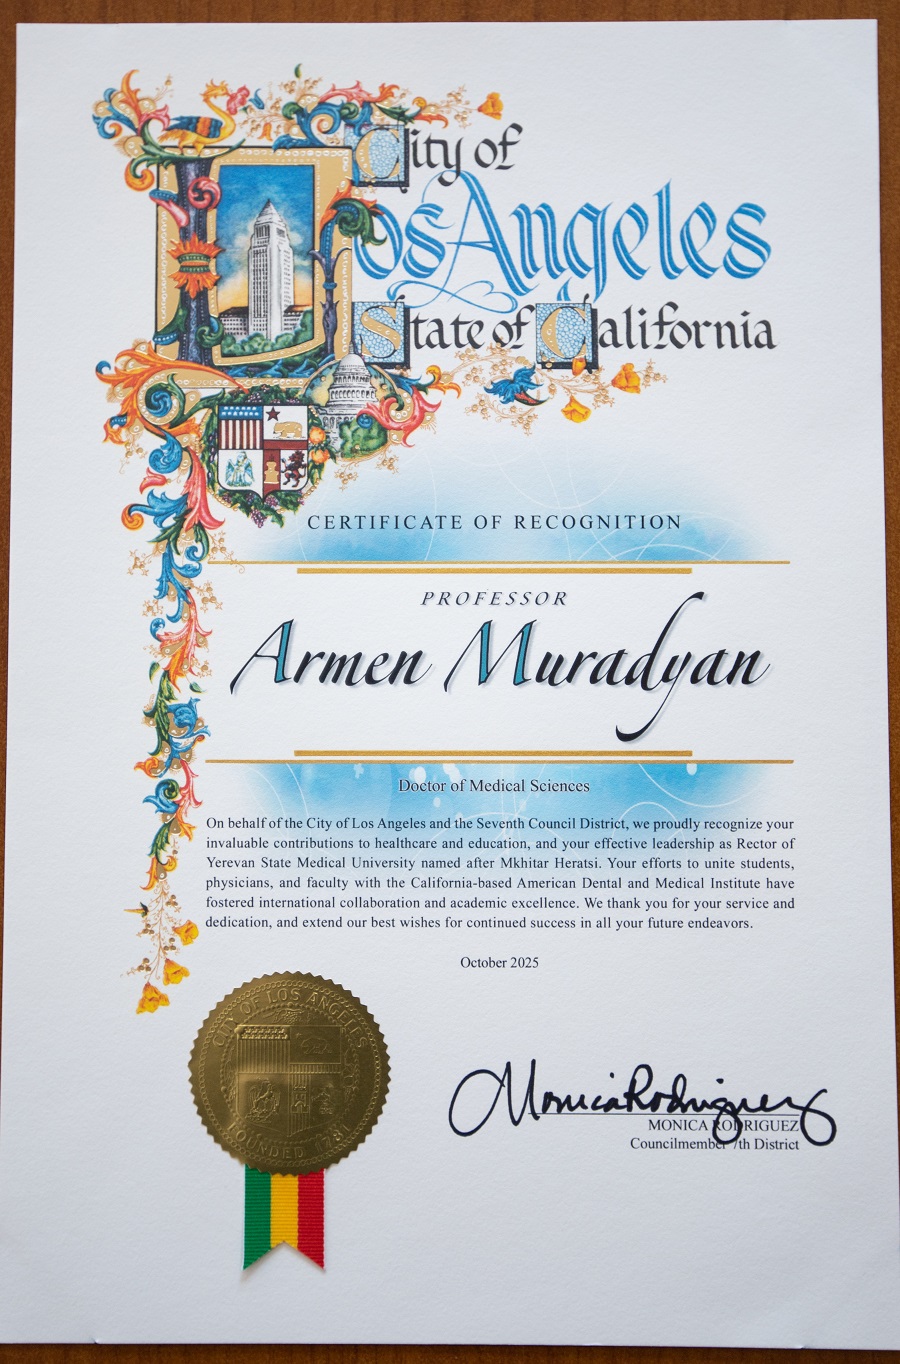 City of
Los Angeles
State of California
CERTIFICATE OF RECOGNITION
PROFESSOR
Armen Muradyan
Doctor of Medical Sciences
On behalf of the City of Los Angeles and the Seventh Council District, we proudly recognize your
invaluable contributions to healthcare and education, and your effective leadership as Rector of
Yerevan State Medical University named after Mkhitar Heratsi. Your efforts to unite students,
physicians, and faculty with the California-based American Dental and Medical Institute have
fostered international collaboration and academic excellence. We thank you for your service and
dedication, and extend our best wishes for continued success in all your future endeavors.
October 2025
CITY OF LOS ANGELES
FOUNDED 1781
Monica Rodriguez
MONICA RODRIGUEZ
Councilmember 7th District